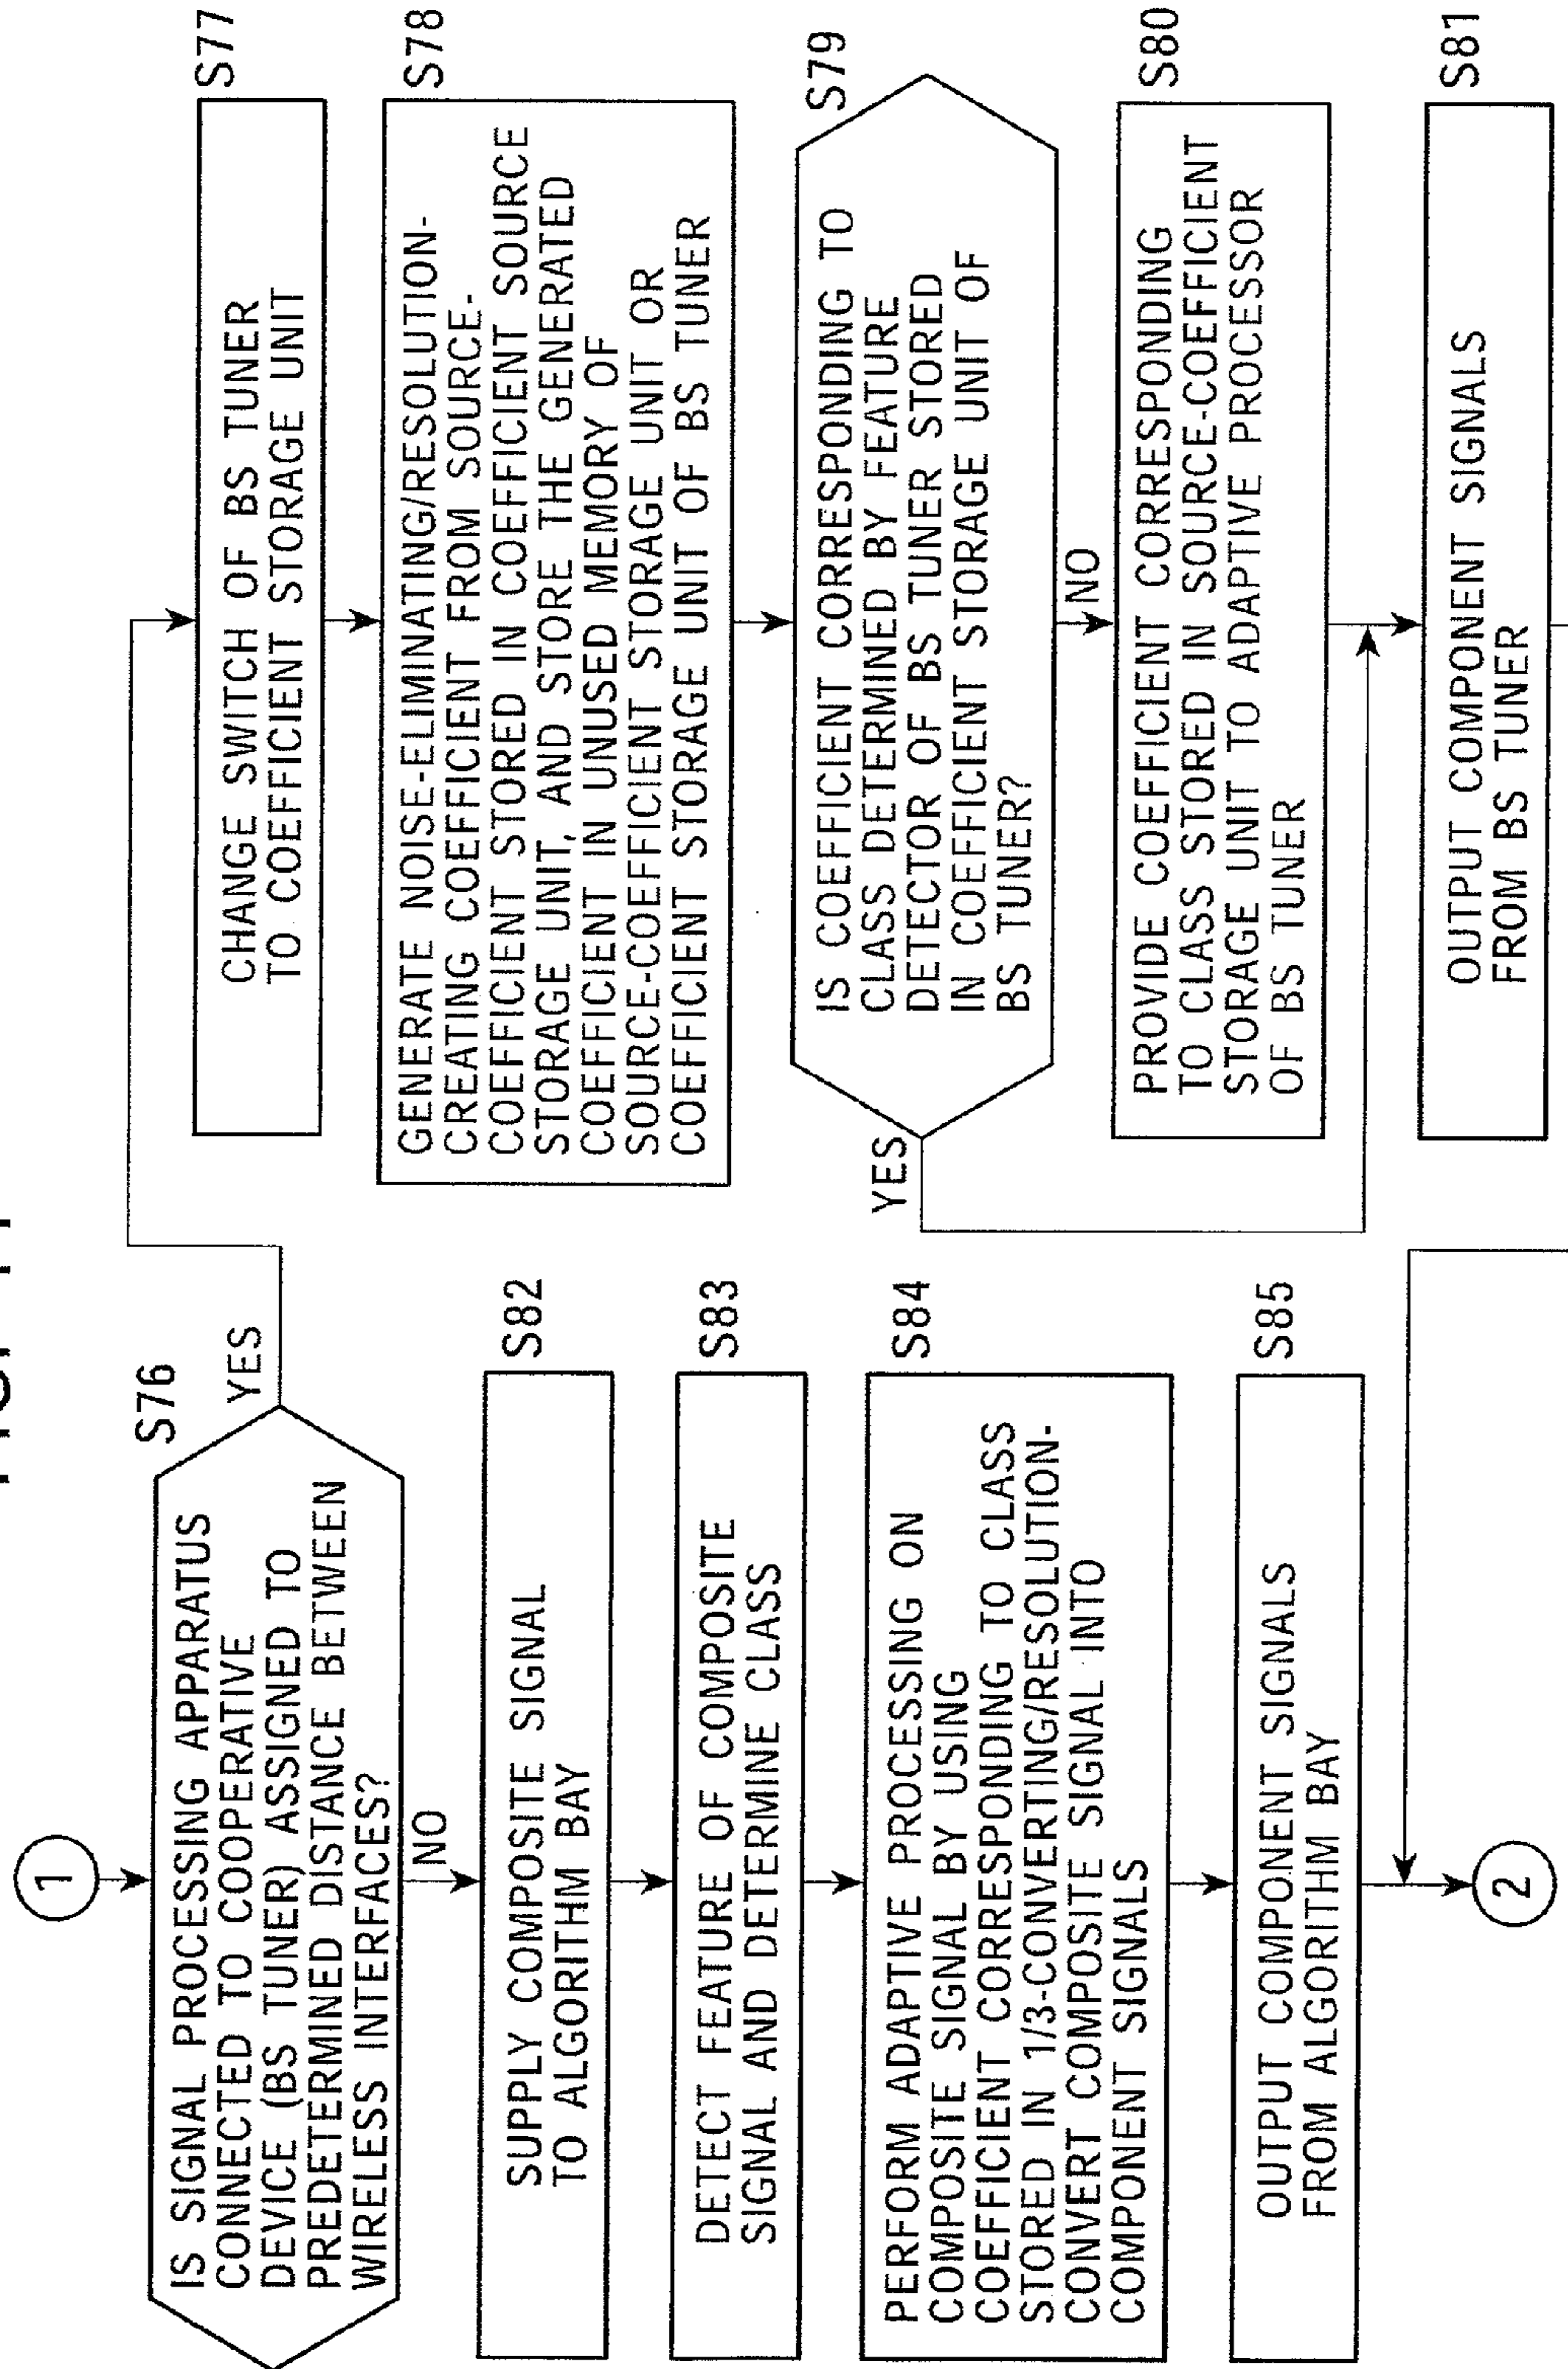 1
S76
IS SIGNAL PROCESSING APPARATUS
CONNECTED TO COOPERATIVE
DEVICE (BS TUNER) ASSIGNED TO
PREDETERMINED DISTANCE BETWEEN
WIRELESS INTERFACES?
YES
NO
S82
SUPPLY COMPOSITE SIGNAL
TO ALGORITHM BAY
S83
DETECT FEATURE OF COMPOSITE
SIGNAL AND DETERMINE CLASS
S84
PERFORM ADAPTIVE PROCESSING ON
COMPOSITE SIGNAL BY USING
COEFFICIENT CORRESPONDING TO CLASS
STORED IN 1/3-CONVERTING/RESOLUTION-
CONVERT COMPOSITE SIGNAL INTO
COMPONENT SIGNALS
S85
OUTPUT COMPONENT SIGNALS
FROM ALGORITHM BAY
2
S77
CHANGE SWITCH OF BS TUNER
TO COEFFICIENT STORAGE UNIT
S78
GENERATE NOISE-ELIMINATING/RESOLUTION-
CREATING COEFFICIENT FROM SOURCE-
COEFFICIENT STORED IN COEFFICIENT SOURCE
STORAGE UNIT, AND STORE THE GENERATED
COEFFICIENT IN UNUSED MEMORY OF
SOURCE-COEFFICIENT STORAGE UNIT OR
COEFFICIENT STORAGE UNIT OF BS TUNER
S79
IS COEFFICIENT CORRESPONDING TO
CLASS DETERMINED BY FEATURE
DETECTOR OF BS TUNER STORED
IN COEFFICIENT STORAGE UNIT OF
BS TUNER?
YES
NO
S80
PROVIDE COEFFICIENT CORRESPONDING
TO CLASS STORED IN SOURCE-COEFFICIENT
STORAGE UNIT TO ADAPTIVE PROCESSOR
OF BS TUNER
S81
OUTPUT COMPONENT SIGNALS
FROM BS TUNER